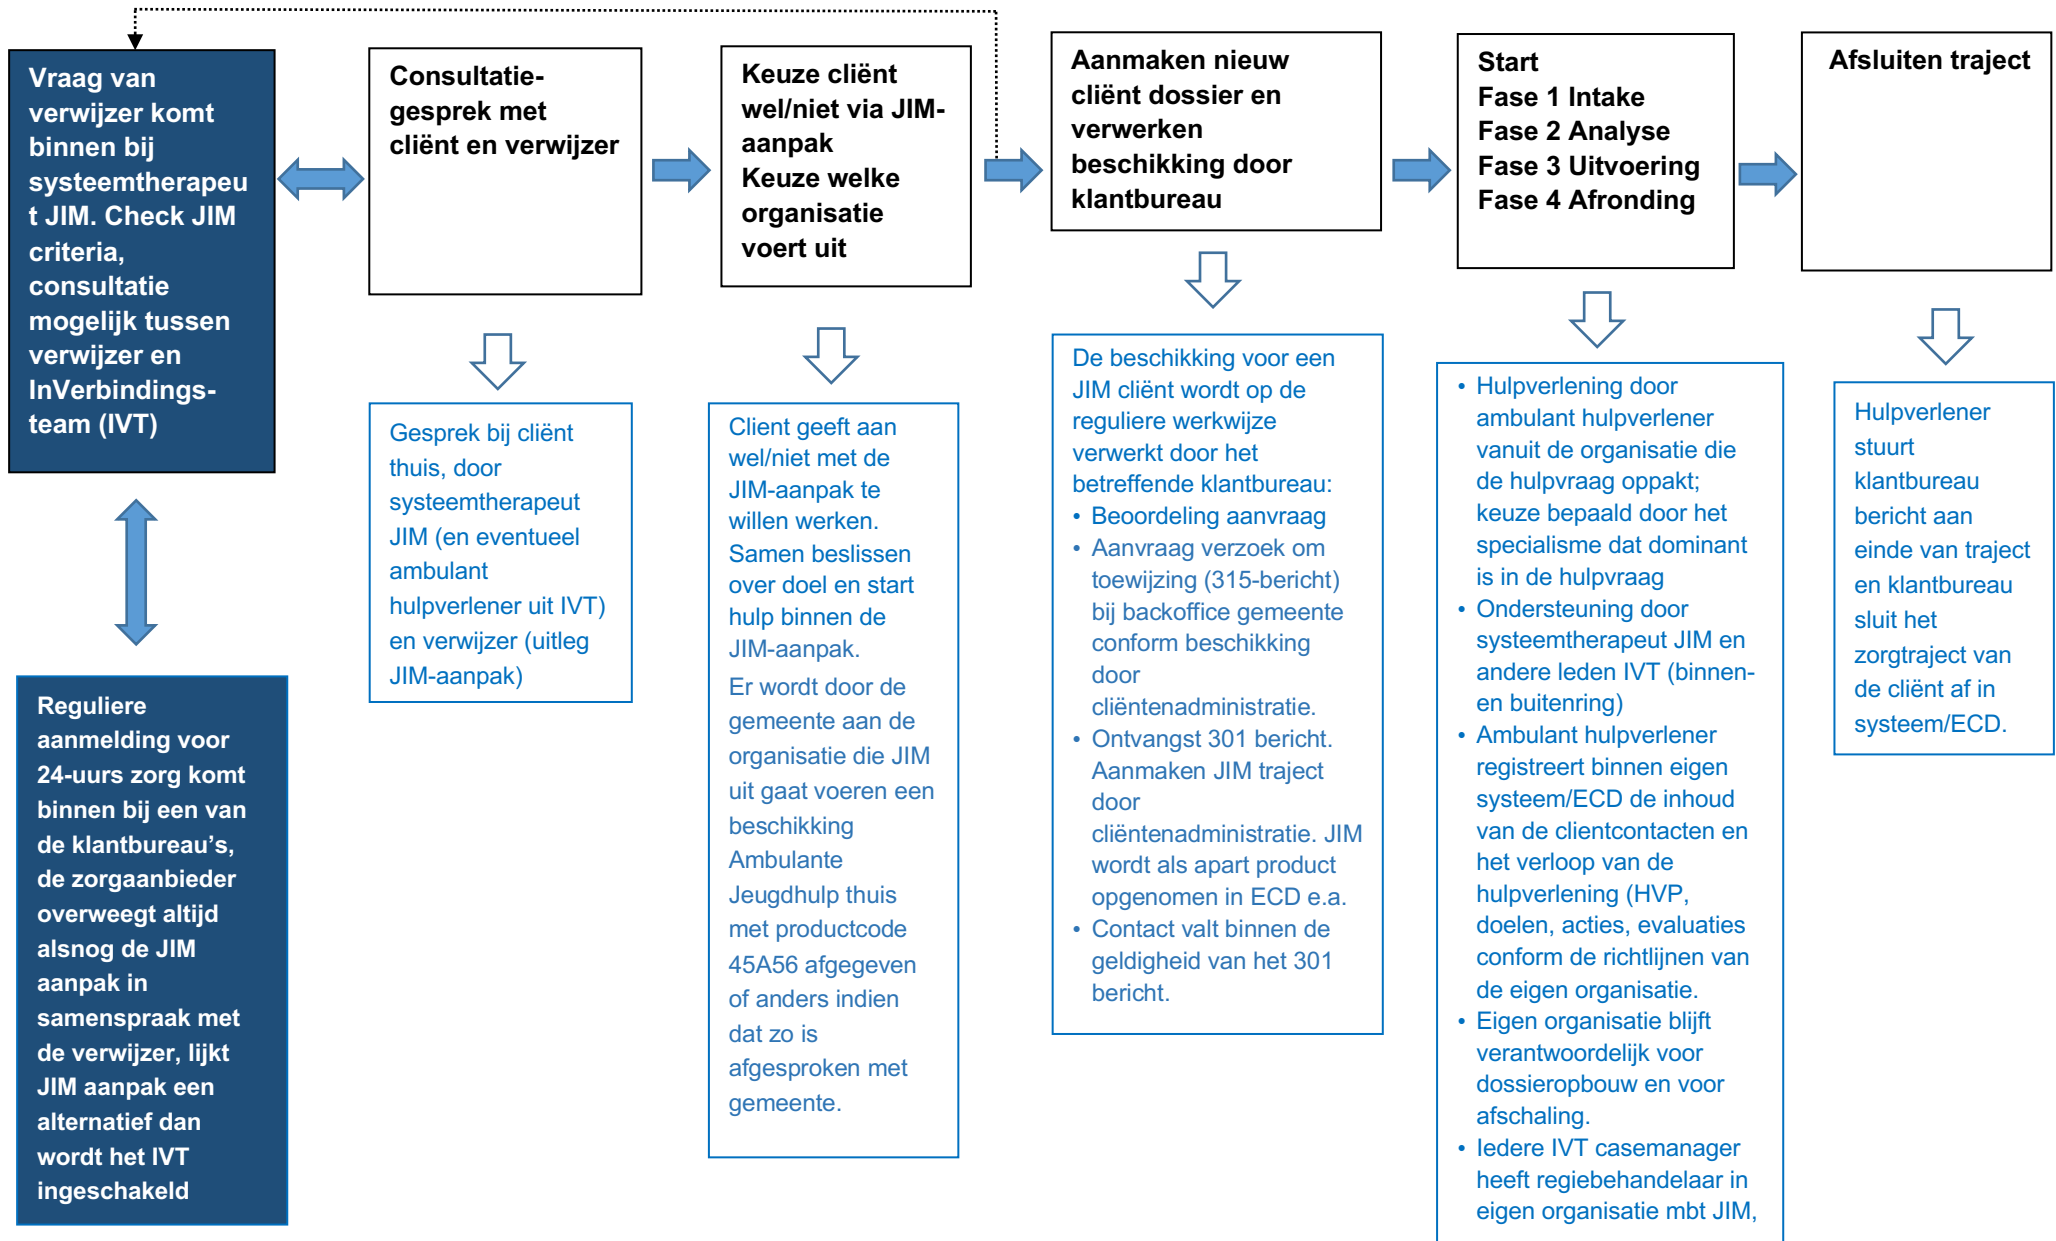 Vraag van
verwijzer komt
binnen bij
systeemtherapeu
t JIM. Check JIM
criteria,
consultatie
mogelijk tussen
verwijzer en
InVerbindings-
team (IVT)
Reguliere
aanmelding voor
24-uurs zorg komt
binnen bij een van
de klantbureau's,
de zorgaanbieder
overweegt altijd
alsnog de JIM
aanpak in
samenspraak met
de verwijzer, lijkt
JIM aanpak een
alternatief dan
wordt het IVT
ingeschakeld
Consultatie-
gesprek met
cliënt en verwijzer
Gesprek bij cliënt
thuis, door
systeemtherapeut
JIM (en eventueel
ambulant
hulpverlener uit IVT)
en verwijzer (uitleg
JIM-aanpak)
Keuze cliënt
wel/niet via JIM-
aanpak
Keuze welke
organisatie
voert uit
Client geeft aan
wel/niet met de
JIM-aanpak te
willen werken.
Samen beslissen
over doel en start
hulp binnen de
JIM-aanpak.
Er wordt door de
gemeente aan de
organisatie die JIM
uit gaat voeren een
beschikking
Ambulante
Jeugdhulp thuis
met productcode
45A56 afgegeven
of anders indien
dat zo is
afgesproken met
gemeente.
Aanmaken nieuw
cliënt dossier en
verwerken
beschikking door
klantbureau
De beschikking voor een
JIM cliënt wordt op de
reguliere werkwijze
verwerkt door het
betreffende klantbureau:
• Beoordeling aanvraag
• Aanvraag verzoek om
toewijzing (315-bericht)
bij backoffice gemeente
conform beschikking
door
cliëntenadministratie.
• Ontvangst 301 bericht.
Aanmaken JIM traject
door
cliëntenadministratie. JIM
wordt als apart product
opgenomen in ECD e.a.
• Contact valt binnen de
geldigheid van het 301
bericht.
Start
Fase 1 Intake
Fase 2 Analyse
Fase 3 Uitvoering
Fase 4 Afronding
• Hulpverlening door
ambulant hulpverlener
vanuit de organisatie die
de hulpvraag oppakt;
keuze bepaald door het
specialisme dat dominant
is in de hulpvraag
• Ondersteuning door
systeemtherapeut JIM en
andere leden IVT (binnen-
en buitenring)
• Ambulant hulpverlener
registreert binnen eigen
systeem/ECD de inhoud
van de clientcontacten en
het verloop van de
hulpverlening (HVP,
doelen, acties, evaluaties
conform de richtlijnen van
de eigen organisatie.
• Eigen organisatie blijft
verantwoordelijk voor
dossieropbouw en voor
afschaling.
• Iedere IVT casemanager
heeft regiebehandelaar in
eigen organisatie mbt JIM,
Afsluiten traject
Hulpverlener
stuurt
klantbureau
bericht aan
einde van traject
en klantbureau
sluit het
zorgtraject van
de cliënt af in
systeem/ECD.